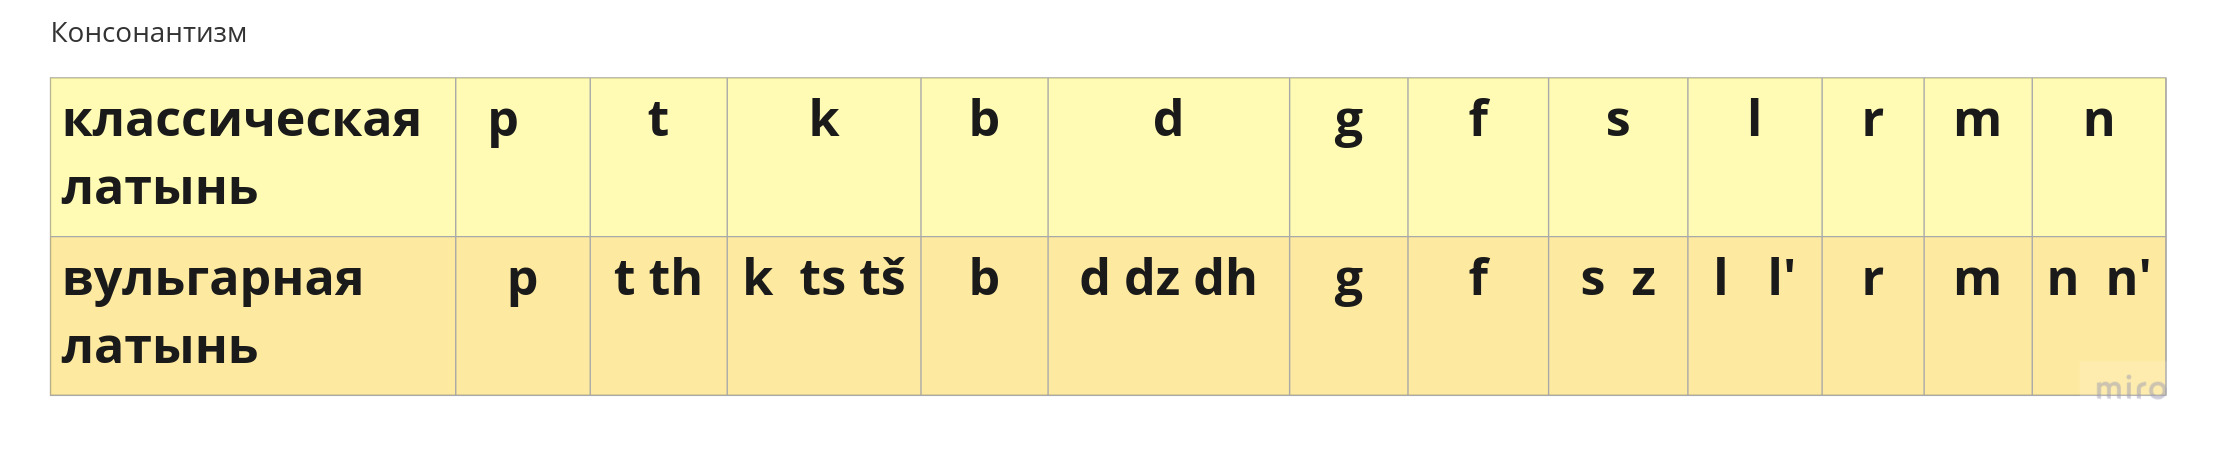 Консонантизм
классическая латынь p t k b d g f s l r m n
вульгарная латынь p t th k ts tš b d dz dh g f s z l l' r m n n'
miro